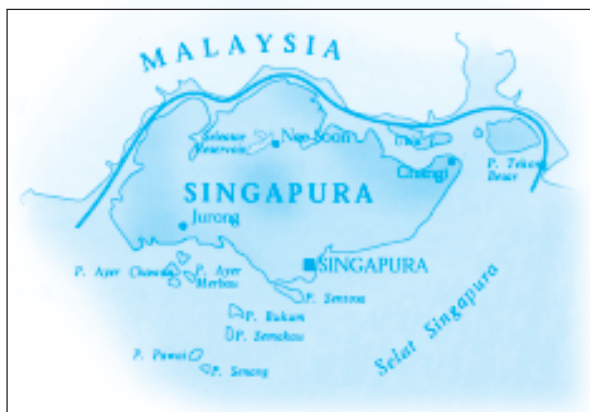 MALAYSIA
Seletar
Reservoir
Nee Soon
Ubin
Changi
P. Tekong
Besar
SINGAPURA
Jurong
P. Ayer Chawan
P. Ayer
Merbau
SINGAPURA
P. Sentosa
P. Bukum
P. Semakau
P. Pawai
P. Senang
Selat Singapura